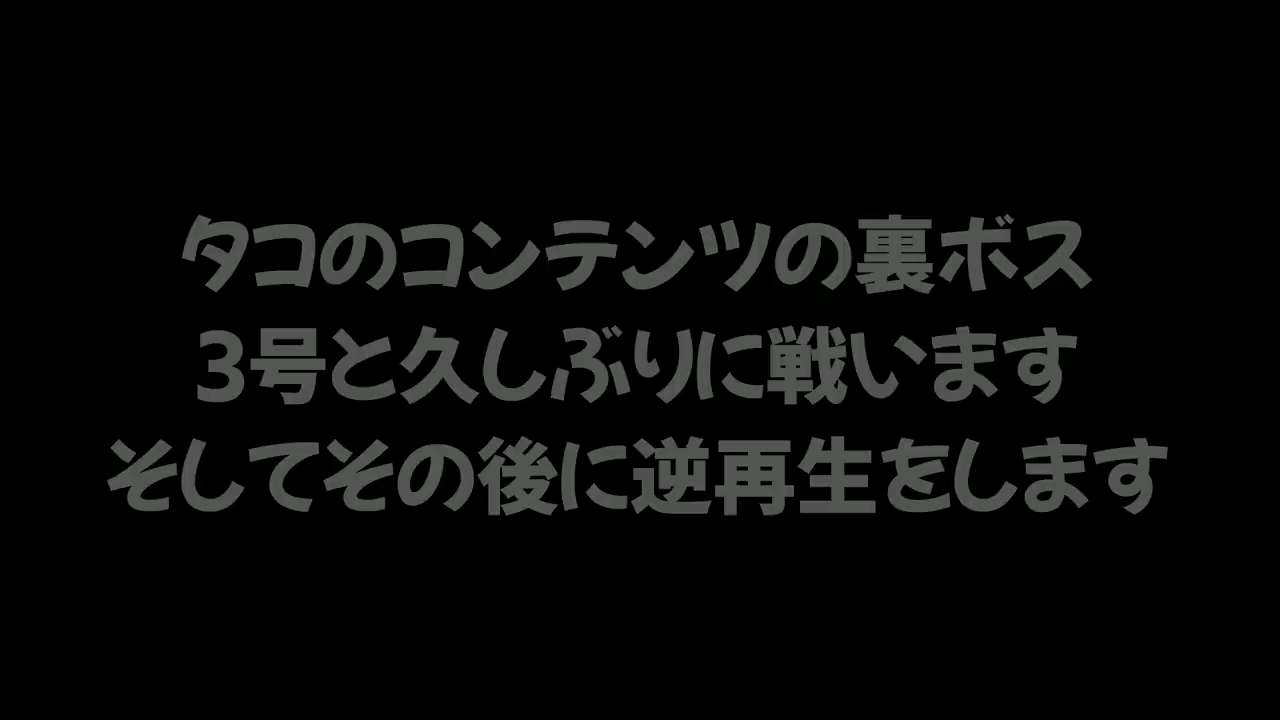 タコのコンテンツの裏ボス
3号と久しぶりに戦います
そしてその後に逆再生をします